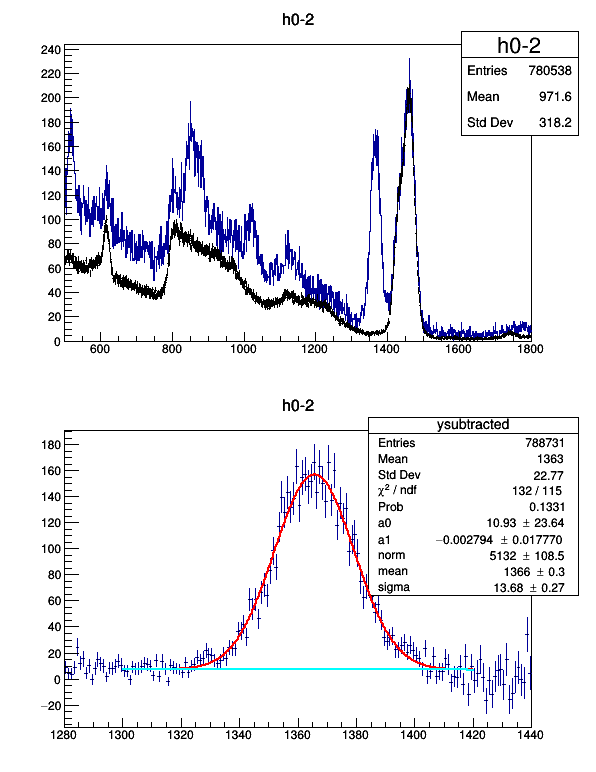 h0-2
h0-2
Entries 780538
Mean 971.6
Std Dev 318.2
240
220
200
180
160
140
120
100
80
60
40
20
0
600 800 1000 1200 1400 1600 1800
h0-2
ysubtracted
Entries 788731
Mean 1363
Std Dev 22.77
χ² / ndf 132 / 115
Prob 0.1331
a0 10.93 ± 23.64
a1 −0.002794 ± 0.017770
norm 5132 ± 108.5
mean 1366 ± 0.3
sigma 13.68 ± 0.27
180
160
140
120
100
80
60
40
20
0
−20
1280 1300 1320 1340 1360 1380 1400 1420 1440